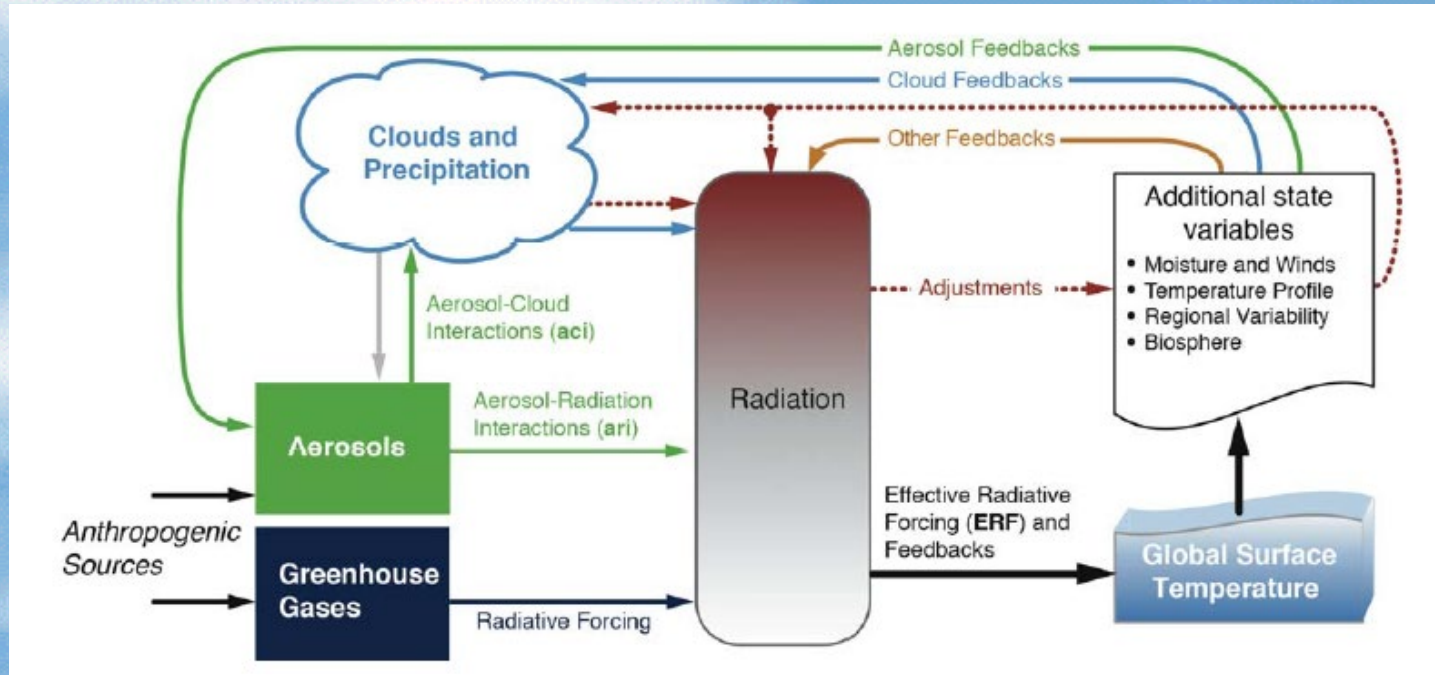 Aerosol Feedbacks
Cloud Feedbacks
Other Feedbacks
Clouds and
Precipitation
Additional state
variables
• Moisture and Winds
• Temperature Profile
• Regional Variability
• Biosphere
Adjustments
Aerosol-Cloud
Interactions (aci)
Aerosols
Aerosol-Radiation
Interactions (ari)
Radiation
Anthropogenic
Sources
Greenhouse
Gases
Radiative Forcing
Effective Radiative
Forcing (ERF) and
Feedbacks
Global Surface
Temperature